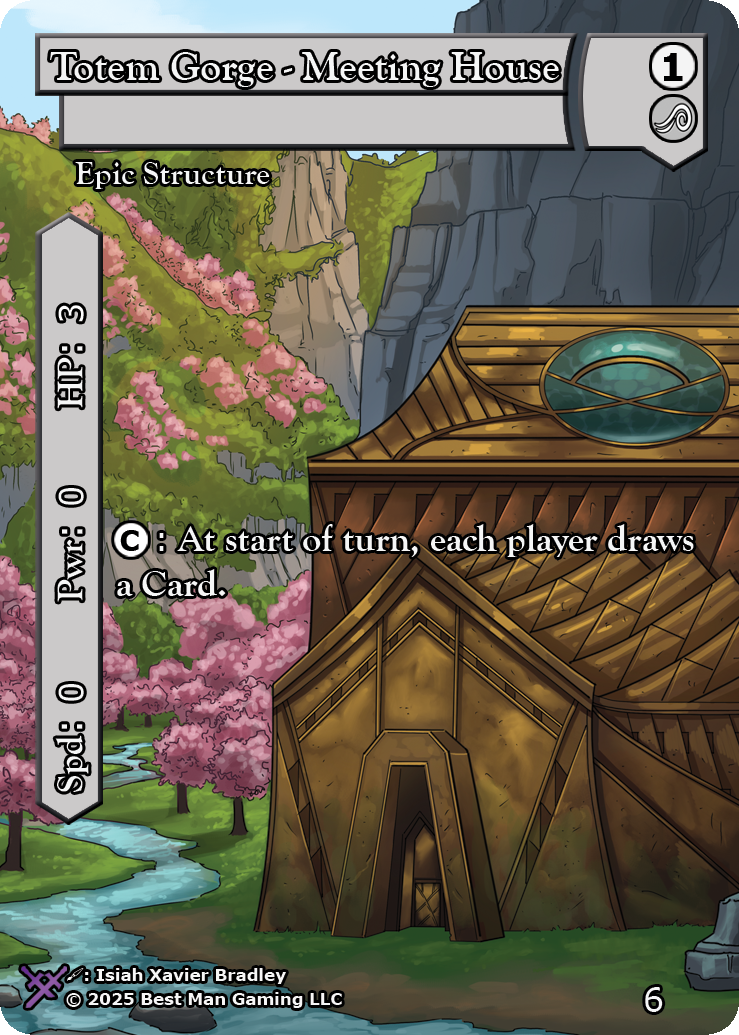 Totem Gorge - Meeting House
1
Epic Structure
HP: 3
Pwr: 0
Spd: 0
C: At start of turn, each player draws
a Card.
: Isiah Xavier Bradley
© 2025 Best Man Gaming LLC
6